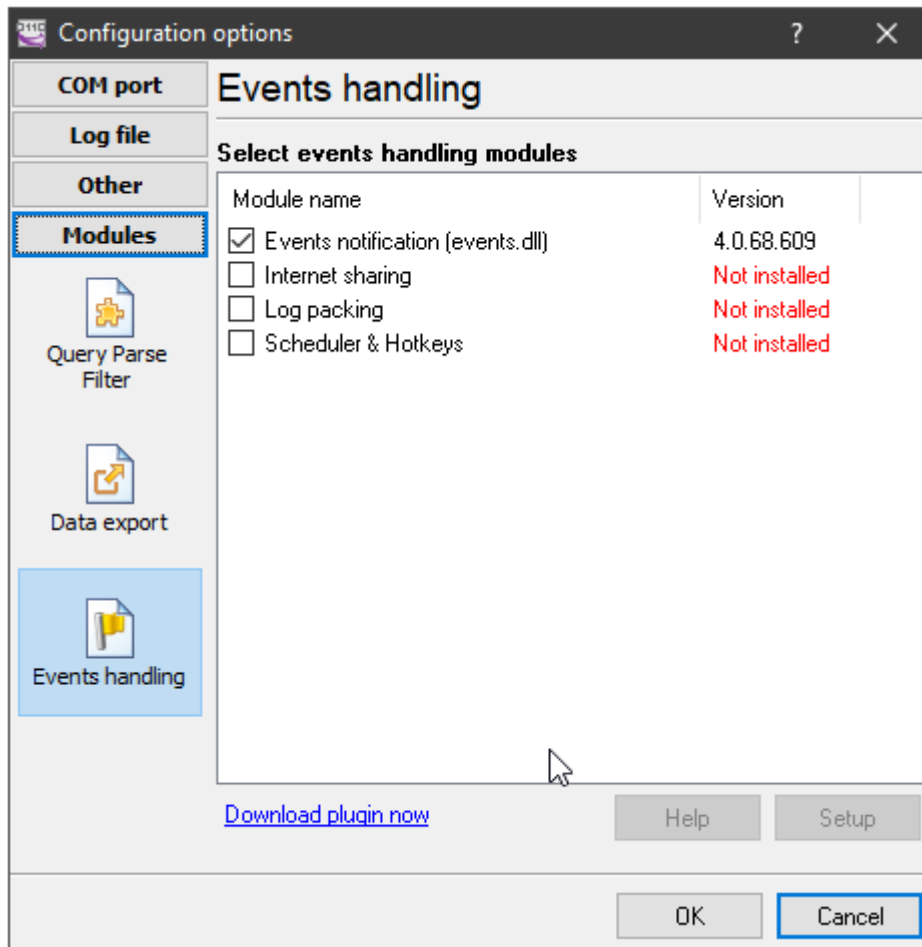 Configuration options
?
COM port
Log file
Other
Modules
Query Parse
Filter
Data export
Events handling
Events handling
Select events handling modules
Module name Version
Events notification (events.dll) 4.0.68.609
Internet sharing Not installed
Log packing Not installed
Scheduler & Hotkeys Not installed
Download plugin now
Help Setup
OK Cancel